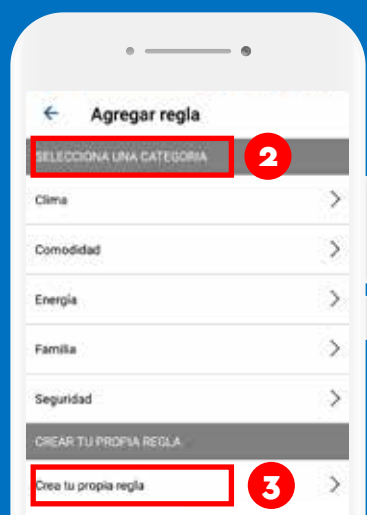 Agregar regla
SELECCIONA UNA CATEGORIA
2
Clima
Comodidad
Energía
Familia
Seguridad
CREAR TU PROPIA REGLA
Crea tu propia regla
3